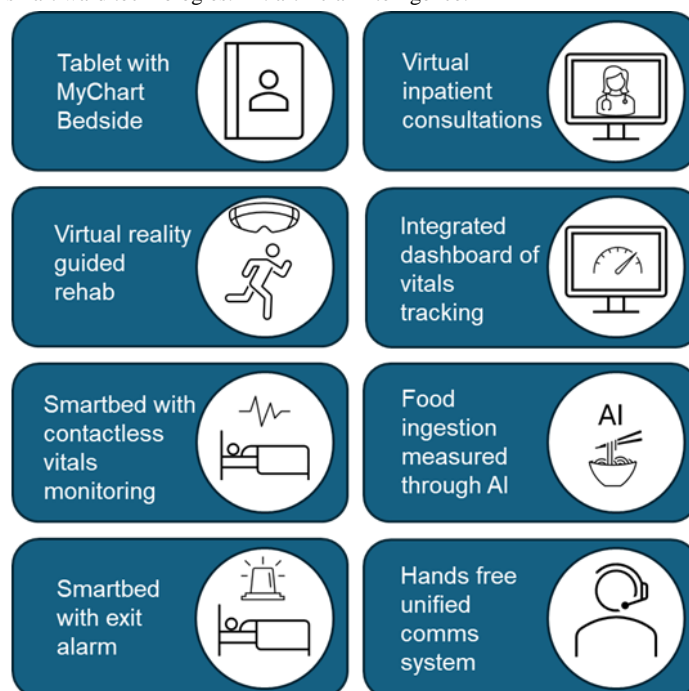 Tablet with
MyChart
Bedside
Virtual
inpatient
consultations
Virtual reality
guided
rehab
Integrated
dashboard of
vitals
tracking
Smartbed with
contactless
vitals
monitoring
Food
ingestion
measured
through AI
AI
Smartbed
with exit
alarm
Hands free
unified
comms
system